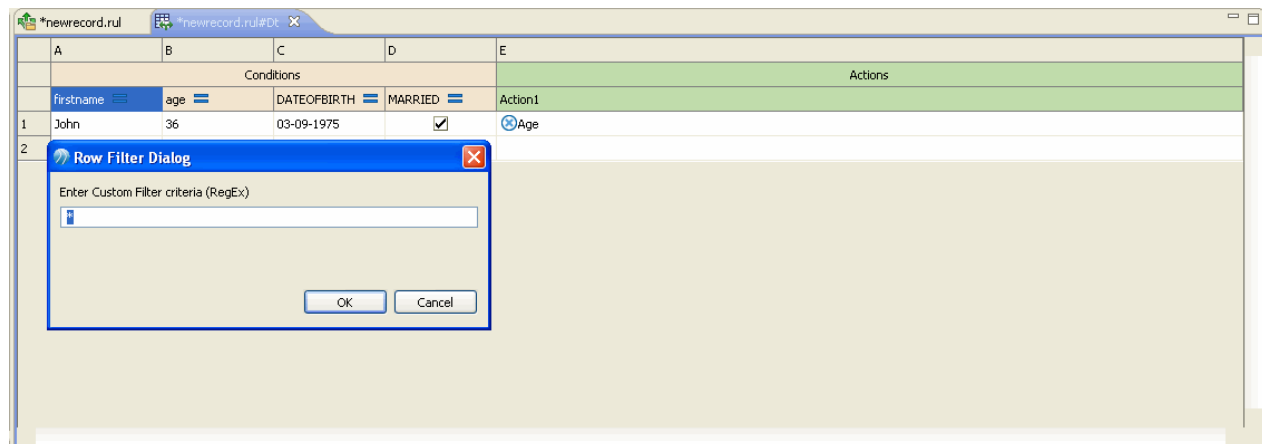 *newrecord.rul *newrecord.rul#Dt
A B C D E
Conditions Actions
firstname = age = DATEOFBIRTH = MARRIED = Action1
1 John 36 03-09-1975 Age
2
Row Filter Dialog
Enter Custom Filter criteria (RegEx)
*
OK Cancel